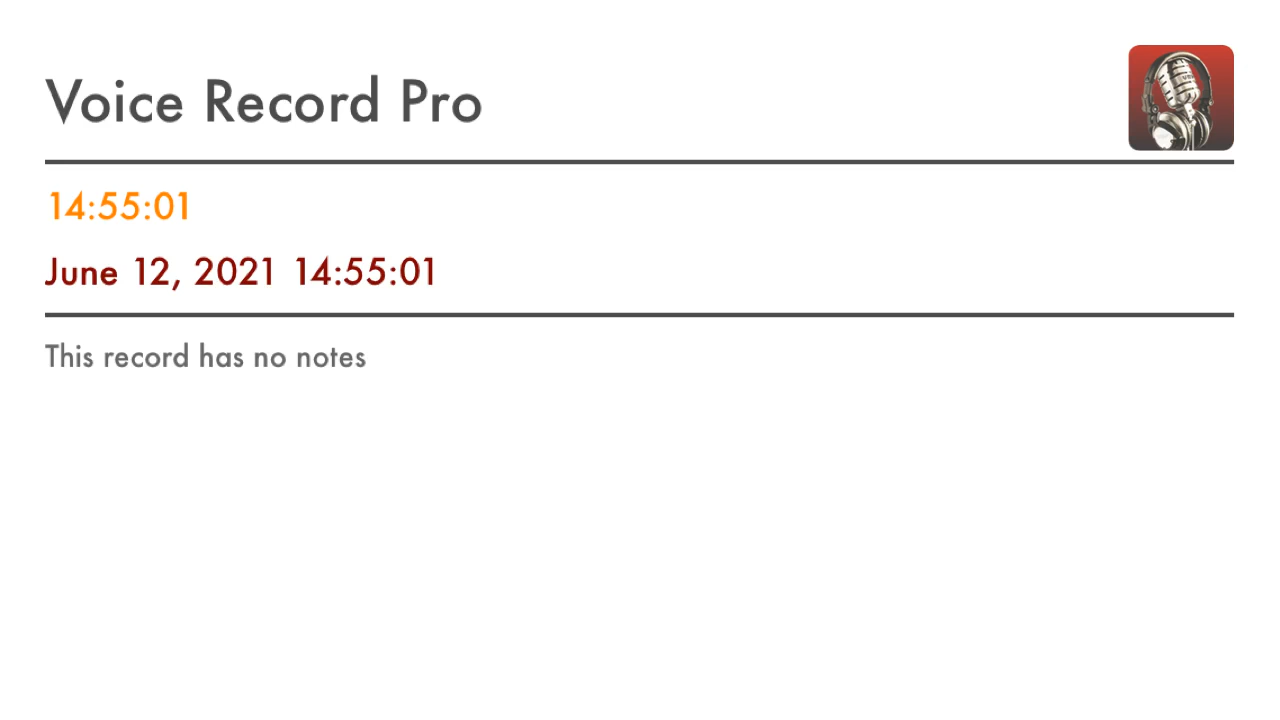 Voice Record Pro
14:55:01
June 12, 2021 14:55:01
This record has no notes